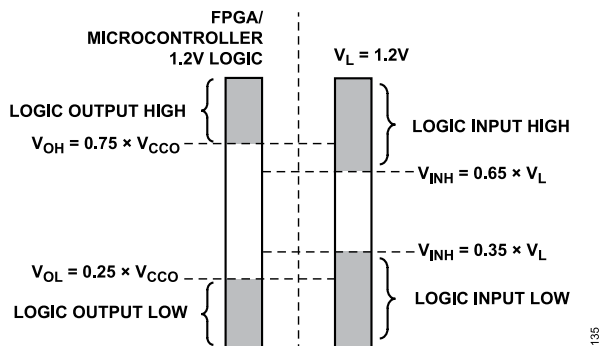 FPGA/
MICROCONTROLLER
1.2V LOGIC
VL = 1.2V
LOGIC OUTPUT HIGH
LOGIC INPUT HIGH
VOH = 0.75 × VCCO
VINH = 0.65 × VL
VINH = 0.35 × VL
VOL = 0.25 × VCCO
LOGIC OUTPUT LOW
LOGIC INPUT LOW
135